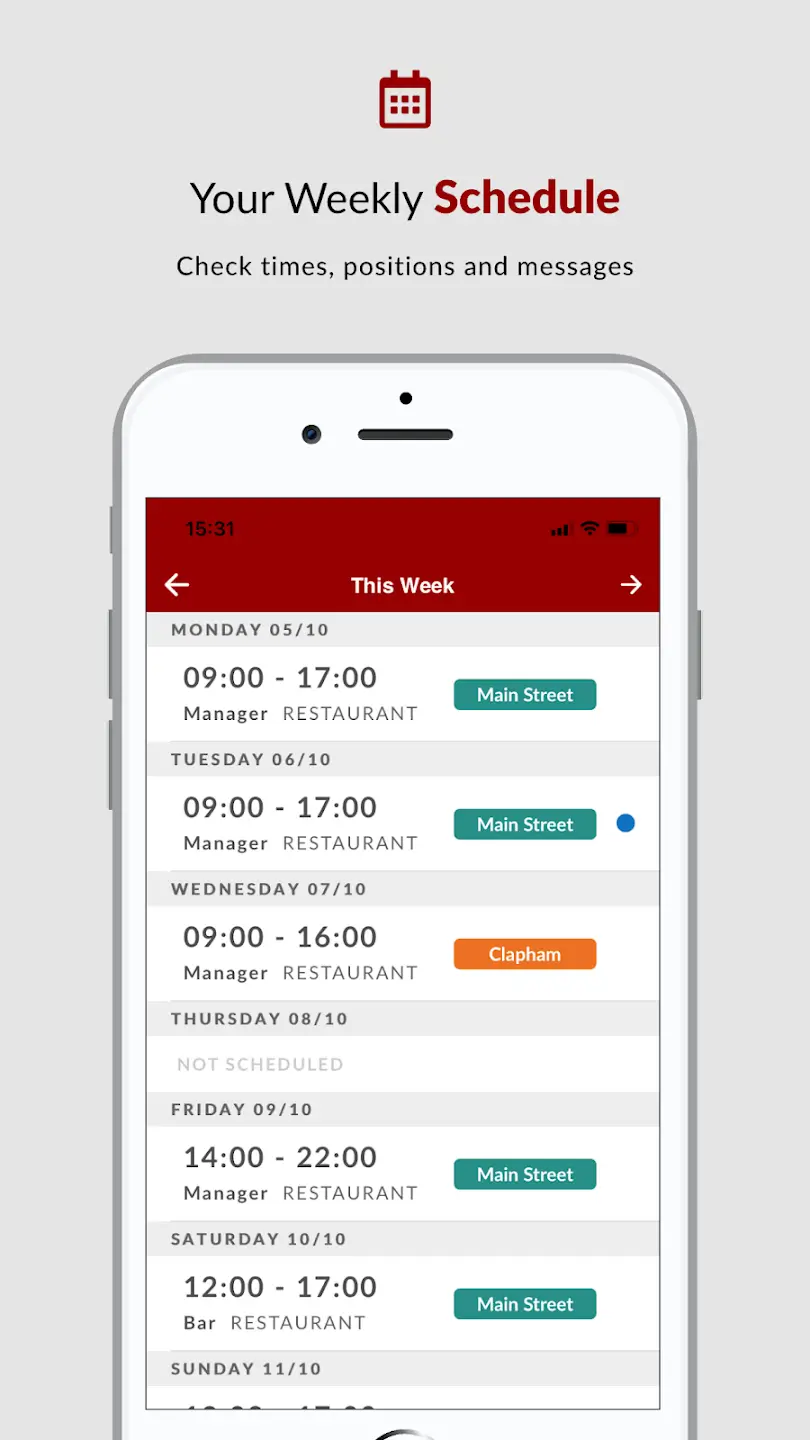 Your Weekly Schedule
Check times, positions and messages
15:31
This Week
MONDAY 05/10
09:00 - 17:00
Manager RESTAURANT
Main Street
TUESDAY 06/10
09:00 - 17:00
Manager RESTAURANT
Main Street
WEDNESDAY 07/10
09:00 - 16:00
Manager RESTAURANT
Clapham
THURSDAY 08/10
NOT SCHEDULED
FRIDAY 09/10
14:00 - 22:00
Manager RESTAURANT
Main Street
SATURDAY 10/10
12:00 - 17:00
Bar RESTAURANT
Main Street
SUNDAY 11/10